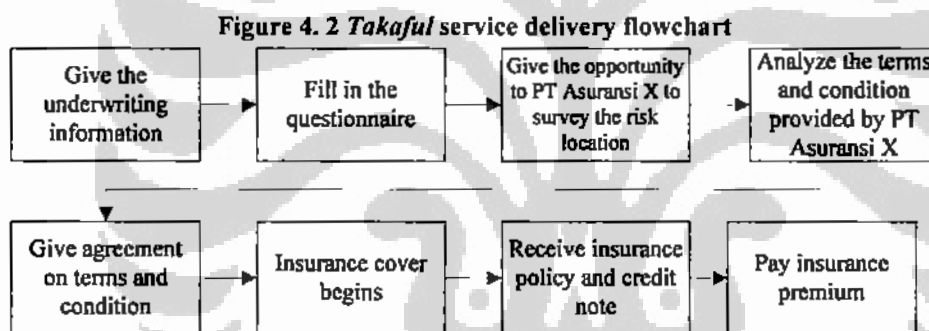 Figure 4. 2 Takaful service delivery flowchart
Give the
underwriting
information
Fill in the
questionnaire
Give the opportunity
to PT Asuransi X to
survey the risk
location
Analyze the terms
and condition
provided by PT
Asuransi X
Give agreement
on terms and
condition
Insurance cover
begins
Receive insurance
policy and credit
note
Pay insurance
premium